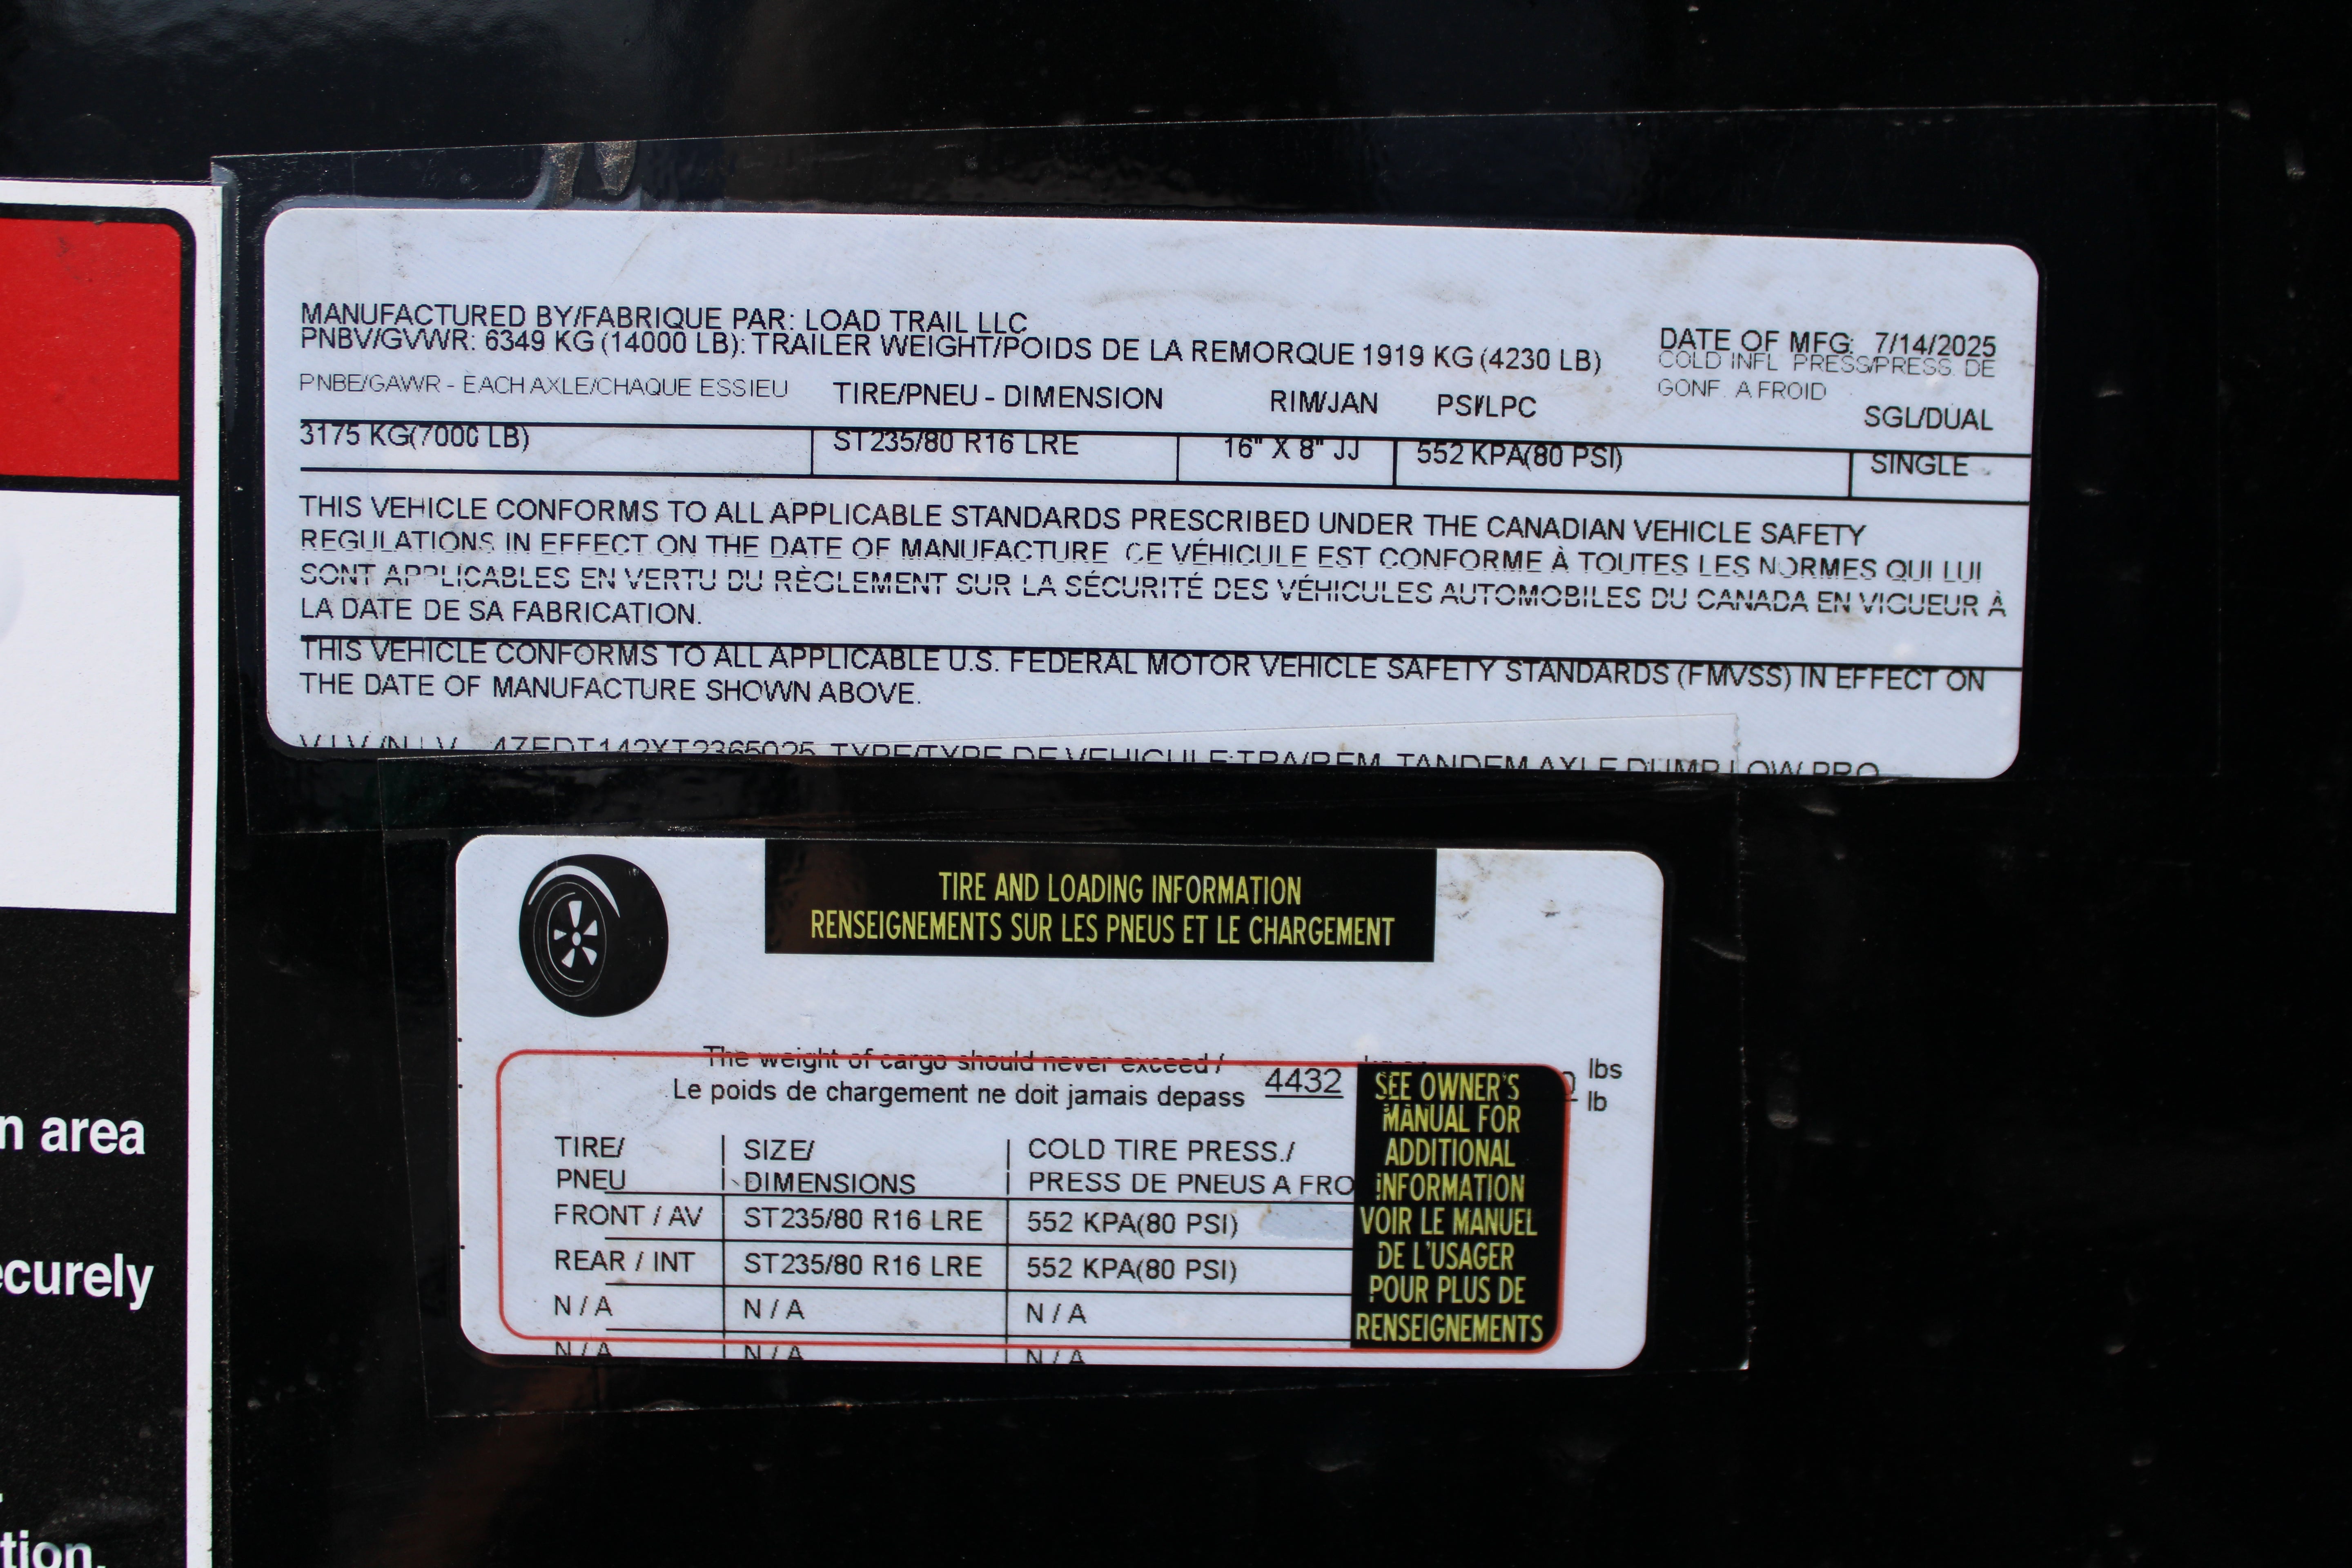 MANUFACTURED BY/FABRIQUE PAR: LOAD TRAIL LLC
PNBV/GVWR: 6349 KG (14000 LB): TRAILER WEIGHT/POIDS DE LA REMORQUE 1919 KG (4230 LB)
DATE OF MFG: 7/14/2025
COLD INFL PRESS/PRESS. DE
GONF. A FROID
PNBE/GAWR - EACH AXLE/CHAQUE ESSIEU TIRE/PNEU - DIMENSION RIM/JAN PSI/LPC SGL/DUAL
3175 KG(7000 LB) ST235/80 R16 LRE 16" X 8" JJ 552 KPA(80 PSI) SINGLE
THIS VEHICLE CONFORMS TO ALL APPLICABLE STANDARDS PRESCRIBED UNDER THE CANADIAN VEHICLE SAFETY
REGULATIONS IN EFFECT ON THE DATE OF MANUFACTURE CE VÉHICULE EST CONFORME À TOUTES LES NORMES QUI LUI
SONT APPLICABLES EN VERTU DU RÈGLEMENT SUR LA SÉCURITÉ DES VÉHICULES AUTOMOBILES DU CANADA EN VIGUEUR À
LA DATE DE SA FABRICATION.
THIS VEHICLE CONFORMS TO ALL APPLICABLE U.S. FEDERAL MOTOR VEHICLE SAFETY STANDARDS (FMVSS) IN EFFECT ON
THE DATE OF MANUFACTURE SHOWN ABOVE.
TYPE/TYPE DE VEHICULE:TRA/REM TANDEM AXLE DUMP LOW PRO
TIRE AND LOADING INFORMATION
RENSEIGNEMENTS SUR LES PNEUS ET LE CHARGEMENT
The weight of cargo should never exceed / lbs
Le poids de chargement ne doit jamais depass 4432 lb
TIRE/ SIZE/ COLD TIRE PRESS./
PNEU DIMENSIONS PRESS DE PNEUS A FRO
FRONT / AV ST235/80 R16 LRE 552 KPA(80 PSI)
REAR / INT ST235/80 R16 LRE 552 KPA(80 PSI)
N / A N / A N / A
N / A N / A N / A
SEE OWNER'S
MANUAL FOR
ADDITIONAL
INFORMATION
VOIR LE MANUEL
DE L'USAGER
POUR PLUS DE
RENSEIGNEMENTS
n area
ecurely
tion.